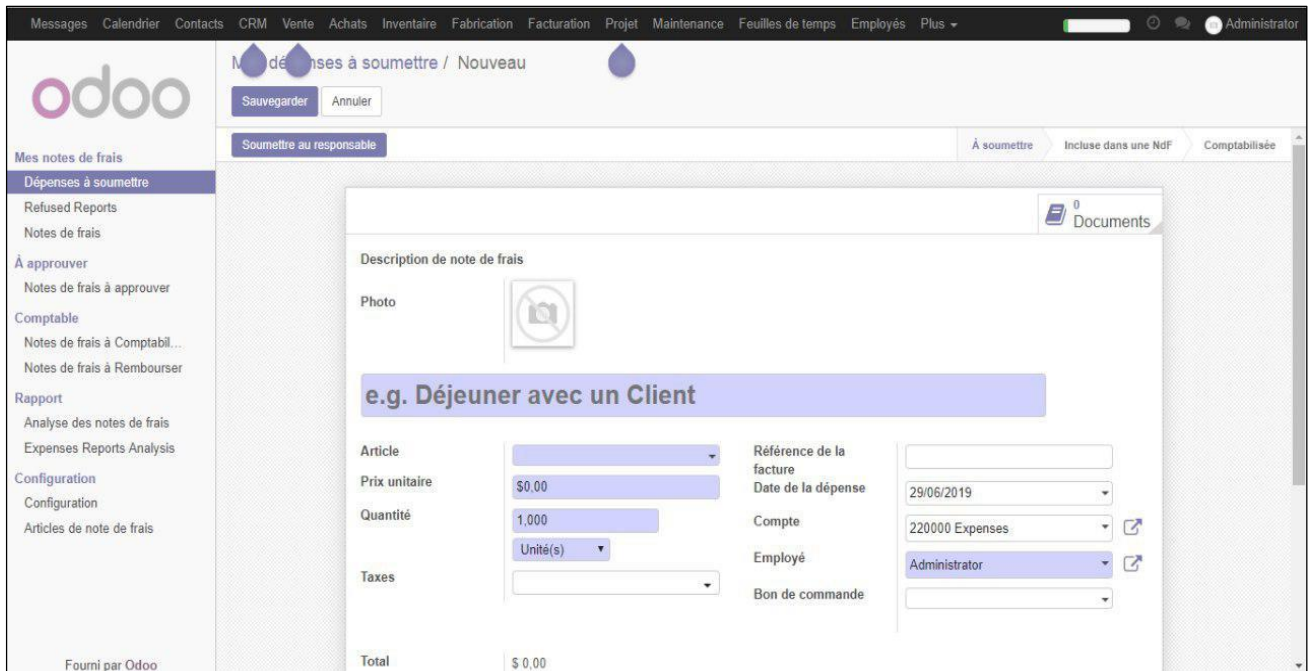 Messages Calendrier Contacts CRM Vente Achats Inventaire Fabrication Facturation Projet Maintenance Feuilles de temps Employés Plus Administrator
odoo
dé nses à soumettre / Nouveau
Sauvegarder Annuler
Soumettre au responsable À soumettre Incluse dans une NdF Comptabilisée
Mes notes de frais
Dépenses à soumettre
Refused Reports
Notes de frais
À approuver
Notes de frais à approuver
Comptable
Notes de frais à Comptabil...
Notes de frais à Rembourser
Rapport
Analyse des notes de frais
Expenses Reports Analysis
Configuration
Configuration
Articles de note de frais
Fourni par Odoo
0
Documents
Description de note de frais
Photo
e.g. Déjeuner avec un Client
Article
Prix unitaire $0,00
Quantité 1,000
Unité(s)
Taxes
Référence de la
facture
Date de la dépense 29/06/2019
Compte 220000 Expenses
Employé Administrator
Bon de commande
Total $ 0,00